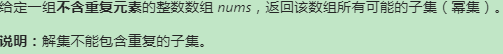 给定一组不含重复元素的整数数组 nums，返回该数组所有可能的子集（幂集）。
说明：解集不能包含重复的子集。